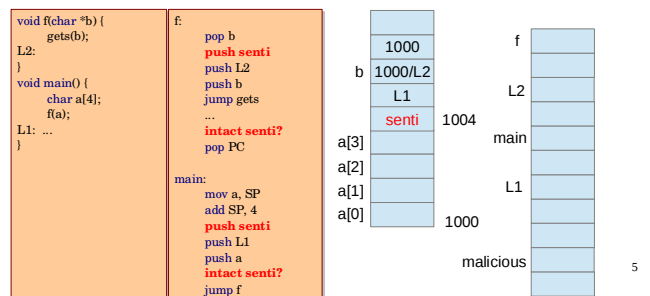 void f(char *b) {
gets(b);
L2:
}
void main() {
char a[4];
f(a);
L1: ...
}
f:
pop b
push senti
push L2
push b
jump gets
...
intact senti?
pop PC
main:
mov a, SP
add SP, 4
push senti
push L1
push a
intact senti?
jump f
1000
b 1000/L2
L1
senti 1004
a[3]
a[2]
a[1]
a[0]
1000
f
L2
main
L1
malicious
5